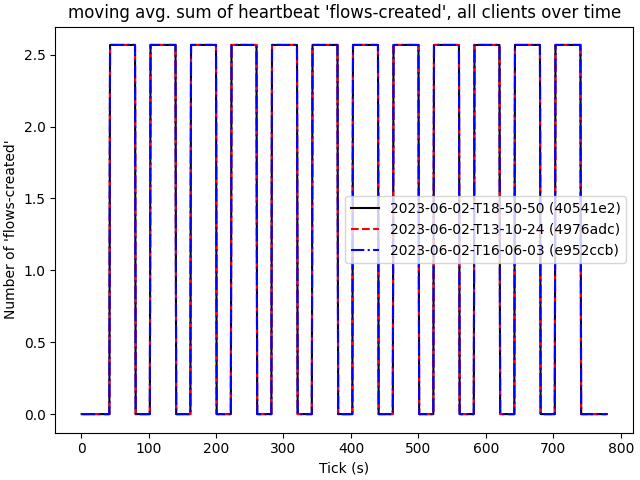 moving avg. sum of heartbeat 'flows-created', all clients over time
Number of 'flows-created'
2.5
2.0
1.5
1.0
0.5
0.0
2023-06-02-T18-50-50 (40541e2)
2023-06-02-T13-10-24 (4976adc)
2023-06-02-T16-06-03 (e952ccb)
0 100 200 300 400 500 600 700 800
Tick (s)